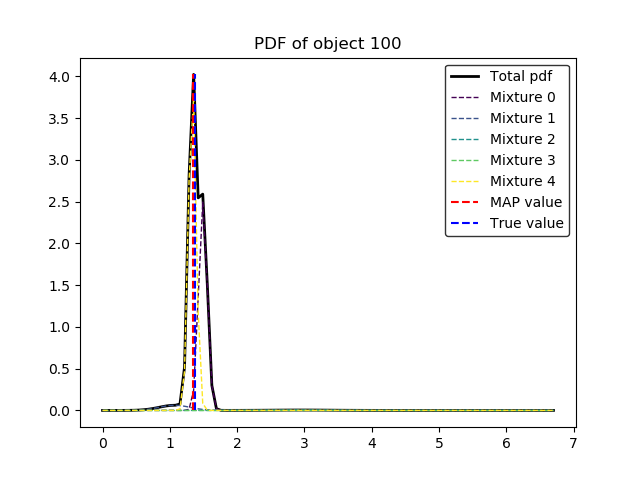 PDF of object 100
Total pdf
Mixture 0
Mixture 1
Mixture 2
Mixture 3
Mixture 4
MAP value
True value
4.0
3.5
3.0
2.5
2.0
1.5
1.0
0.5
0.0
0 1 2 3 4 5 6 7